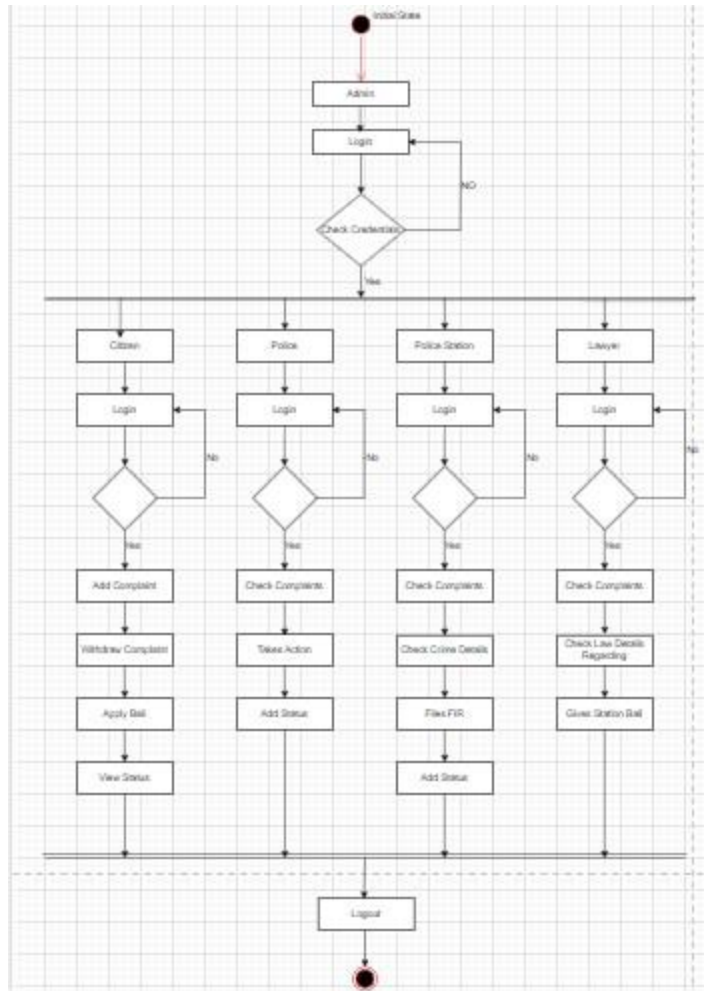 Initial State
Admin
Login
NO
Check Credentials
Yes
Citizen
Police
Police Station
Lawyer
Login
Login
Login
Login
No
No
No
No
Yes
Yes
Yes
Yes
Add Complaint
Check Complaints
Check Complaints
Check Complaints
Withdraw Complaint
Takes Action
Check Crime Details
Check Law Details
Regarding
Apply Bail
Add Status
Files FIR
Gives Station Bail
View Status
Add Status
Logout